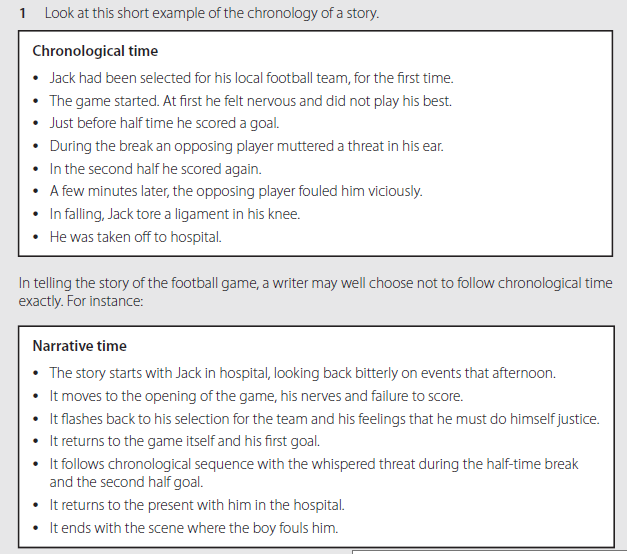 1 Look at this short example of the chronology of a story.
Chronological time
• Jack had been selected for his local football team, for the first time.
• The game started. At first he felt nervous and did not play his best.
• Just before half time he scored a goal.
• During the break an opposing player muttered a threat in his ear.
• In the second half he scored again.
• A few minutes later, the opposing player fouled him viciously.
• In falling, Jack tore a ligament in his knee.
• He was taken off to hospital.
In telling the story of the football game, a writer may well choose not to follow chronological time
exactly. For instance:
Narrative time
• The story starts with Jack in hospital, looking back bitterly on events that afternoon.
• It moves to the opening of the game, his nerves and failure to score.
• It flashes back to his selection for the team and his feelings that he must do himself justice.
• It returns to the game itself and his first goal.
• It follows chronological sequence with the whispered threat during the half-time break
and the second half goal.
• It returns to the present with him in the hospital.
• It ends with the scene where the boy fouls him.